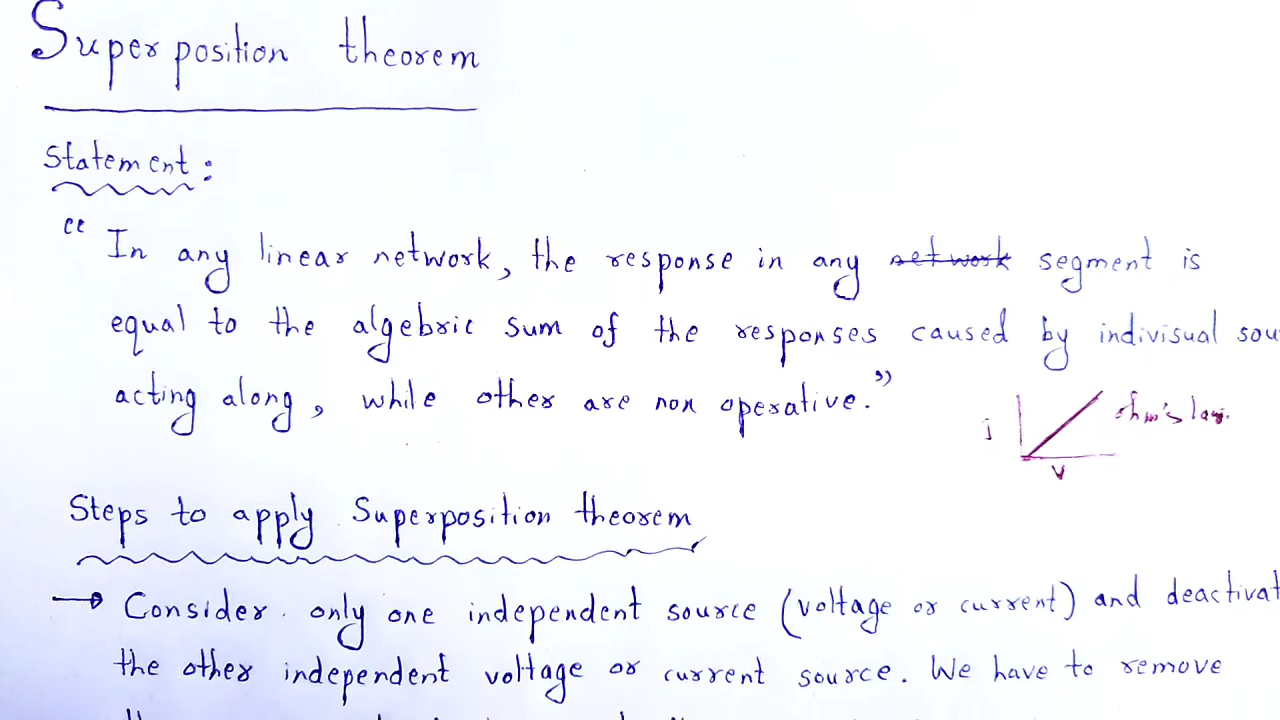 Superposition theorem
Statement:
“ In any linear network, the response in any network segment is
equal to the algebric sum of the responses caused by indivisual sou
acting along, while other are non operative.”
ohm's law.
i
V
Steps to apply Superposition theorem
→ Consider only one independent source (voltage or current) and deactivat
the other independent voltage or current source. We have to remove